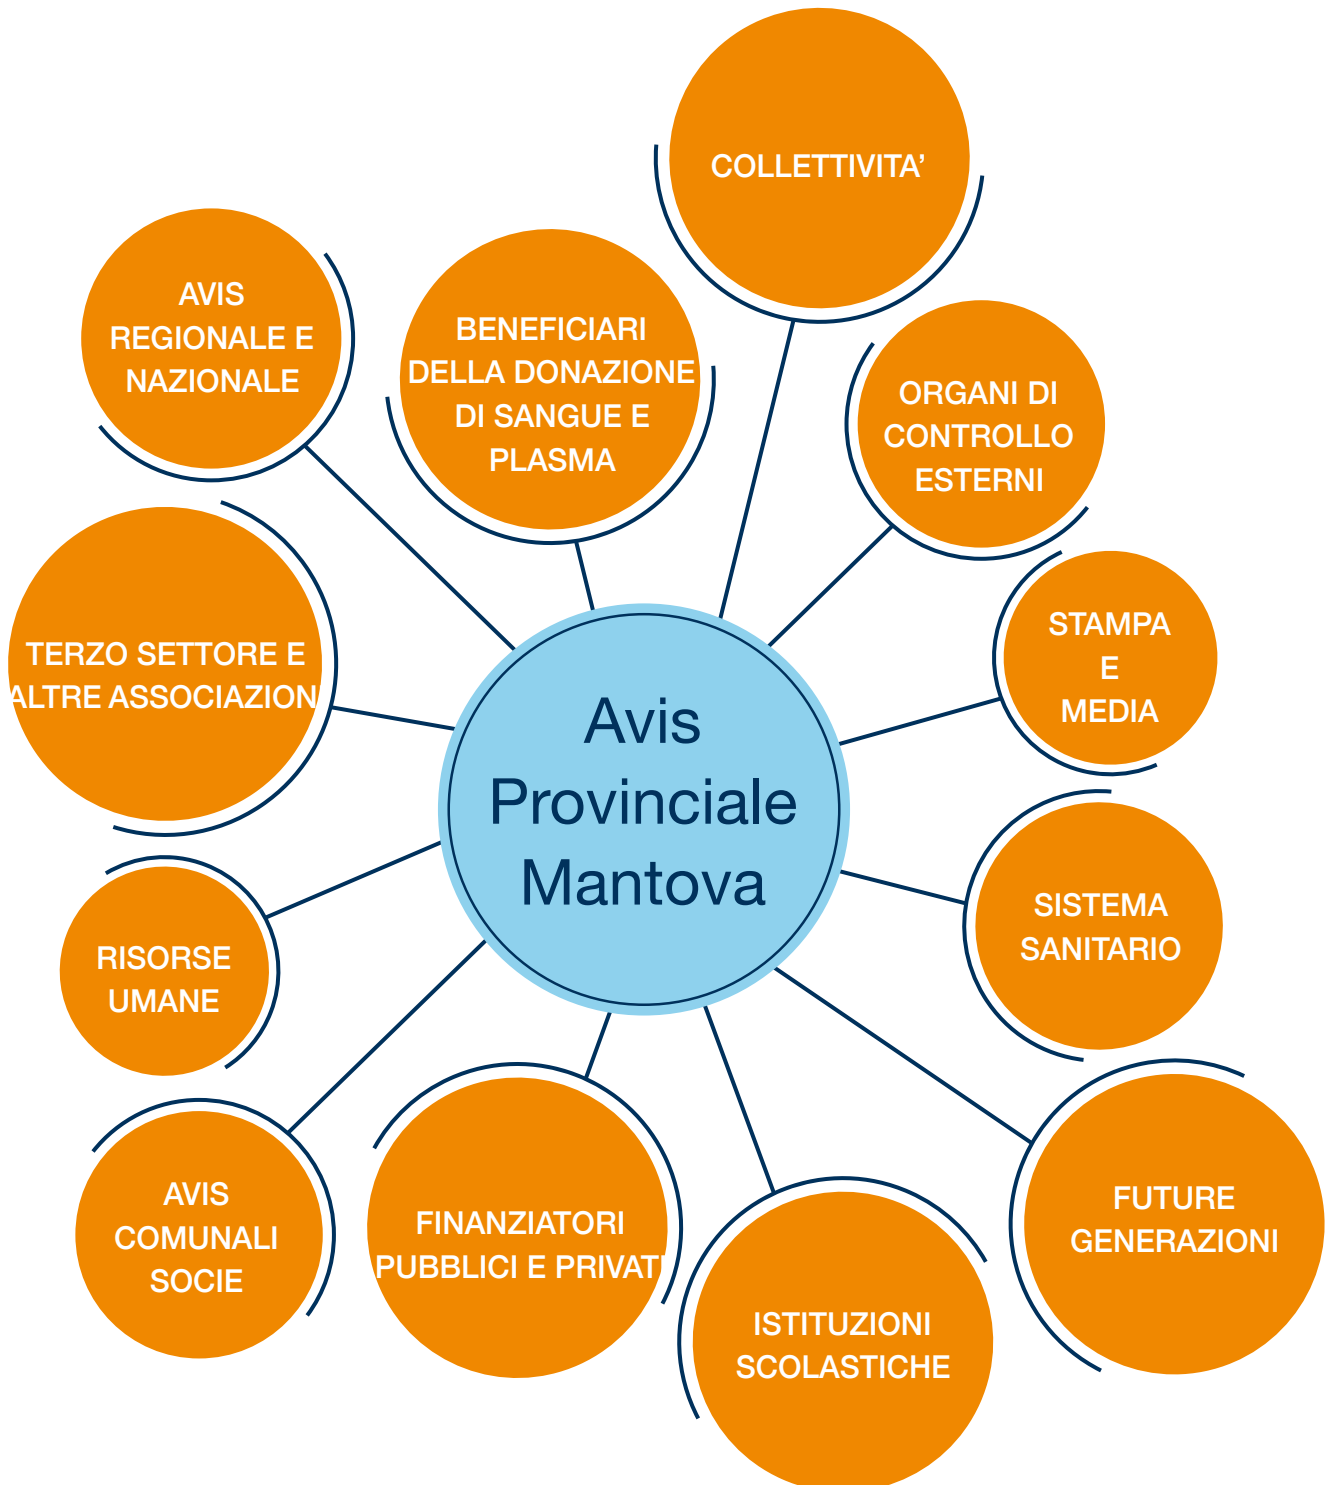 COLLETTIVITA’
AVIS
REGIONALE E
NAZIONALE
BENEFICIARI
DELLA DONAZIONE
DI SANGUE E
PLASMA
ORGANI DI
CONTROLLO
ESTERNI
STAMPA
E
MEDIA
TERZO SETTORE E
ALTRE ASSOCIAZION
Avis
Provinciale
Mantova
SISTEMA
SANITARIO
RISORSE
UMANE
AVIS
COMUNALI
SOCIE
FINANZIATORI
PUBBLICI E PRIVATI
FUTURE
GENERAZIONI
ISTITUZIONI
SCOLASTICHE